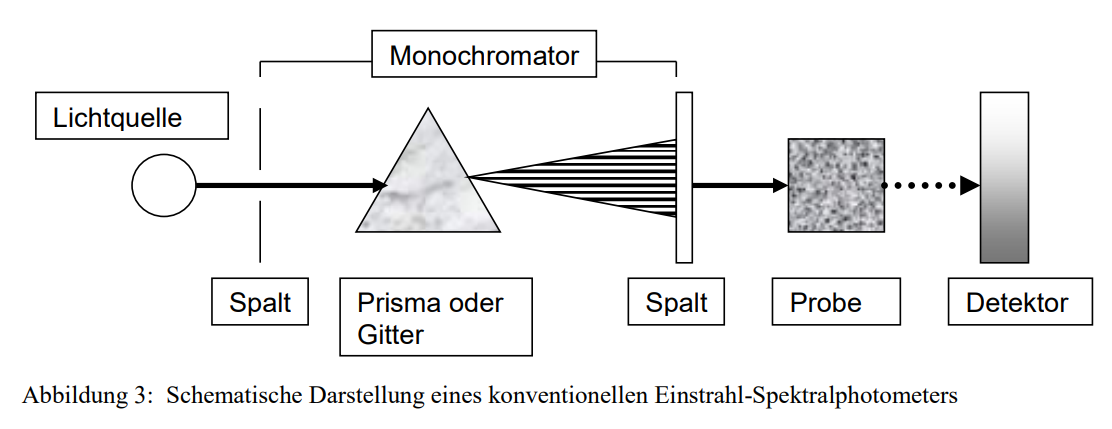 Monochromator
Lichtquelle
Spalt
Prisma oder
Gitter
Spalt
Probe
Detektor
Abbildung 3:  Schematische Darstellung eines konventionellen Einstrahl-Spektralphotometers